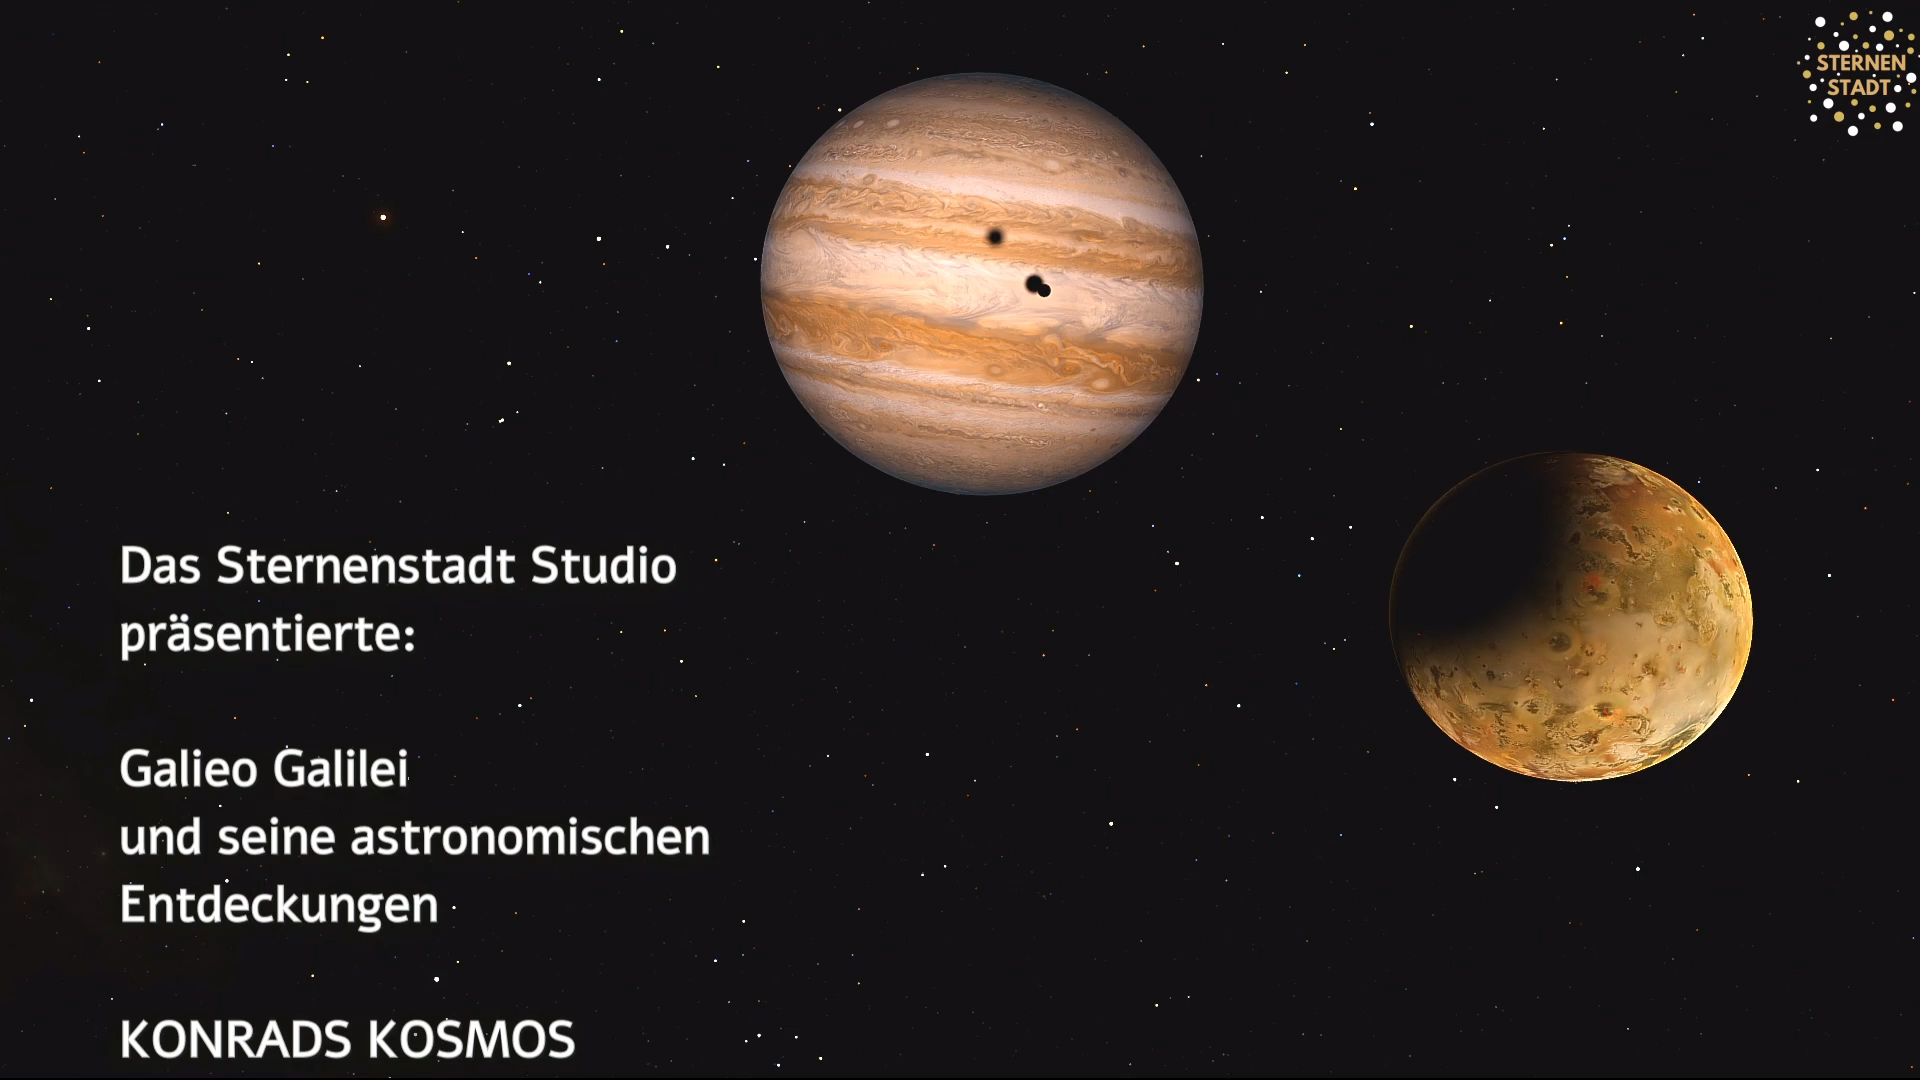 STERNEN
STADT
Das Sternenstadt Studio
präsentierte:
Galieo Galilei
und seine astronomischen
Entdeckungen
KONRADS KOSMOS